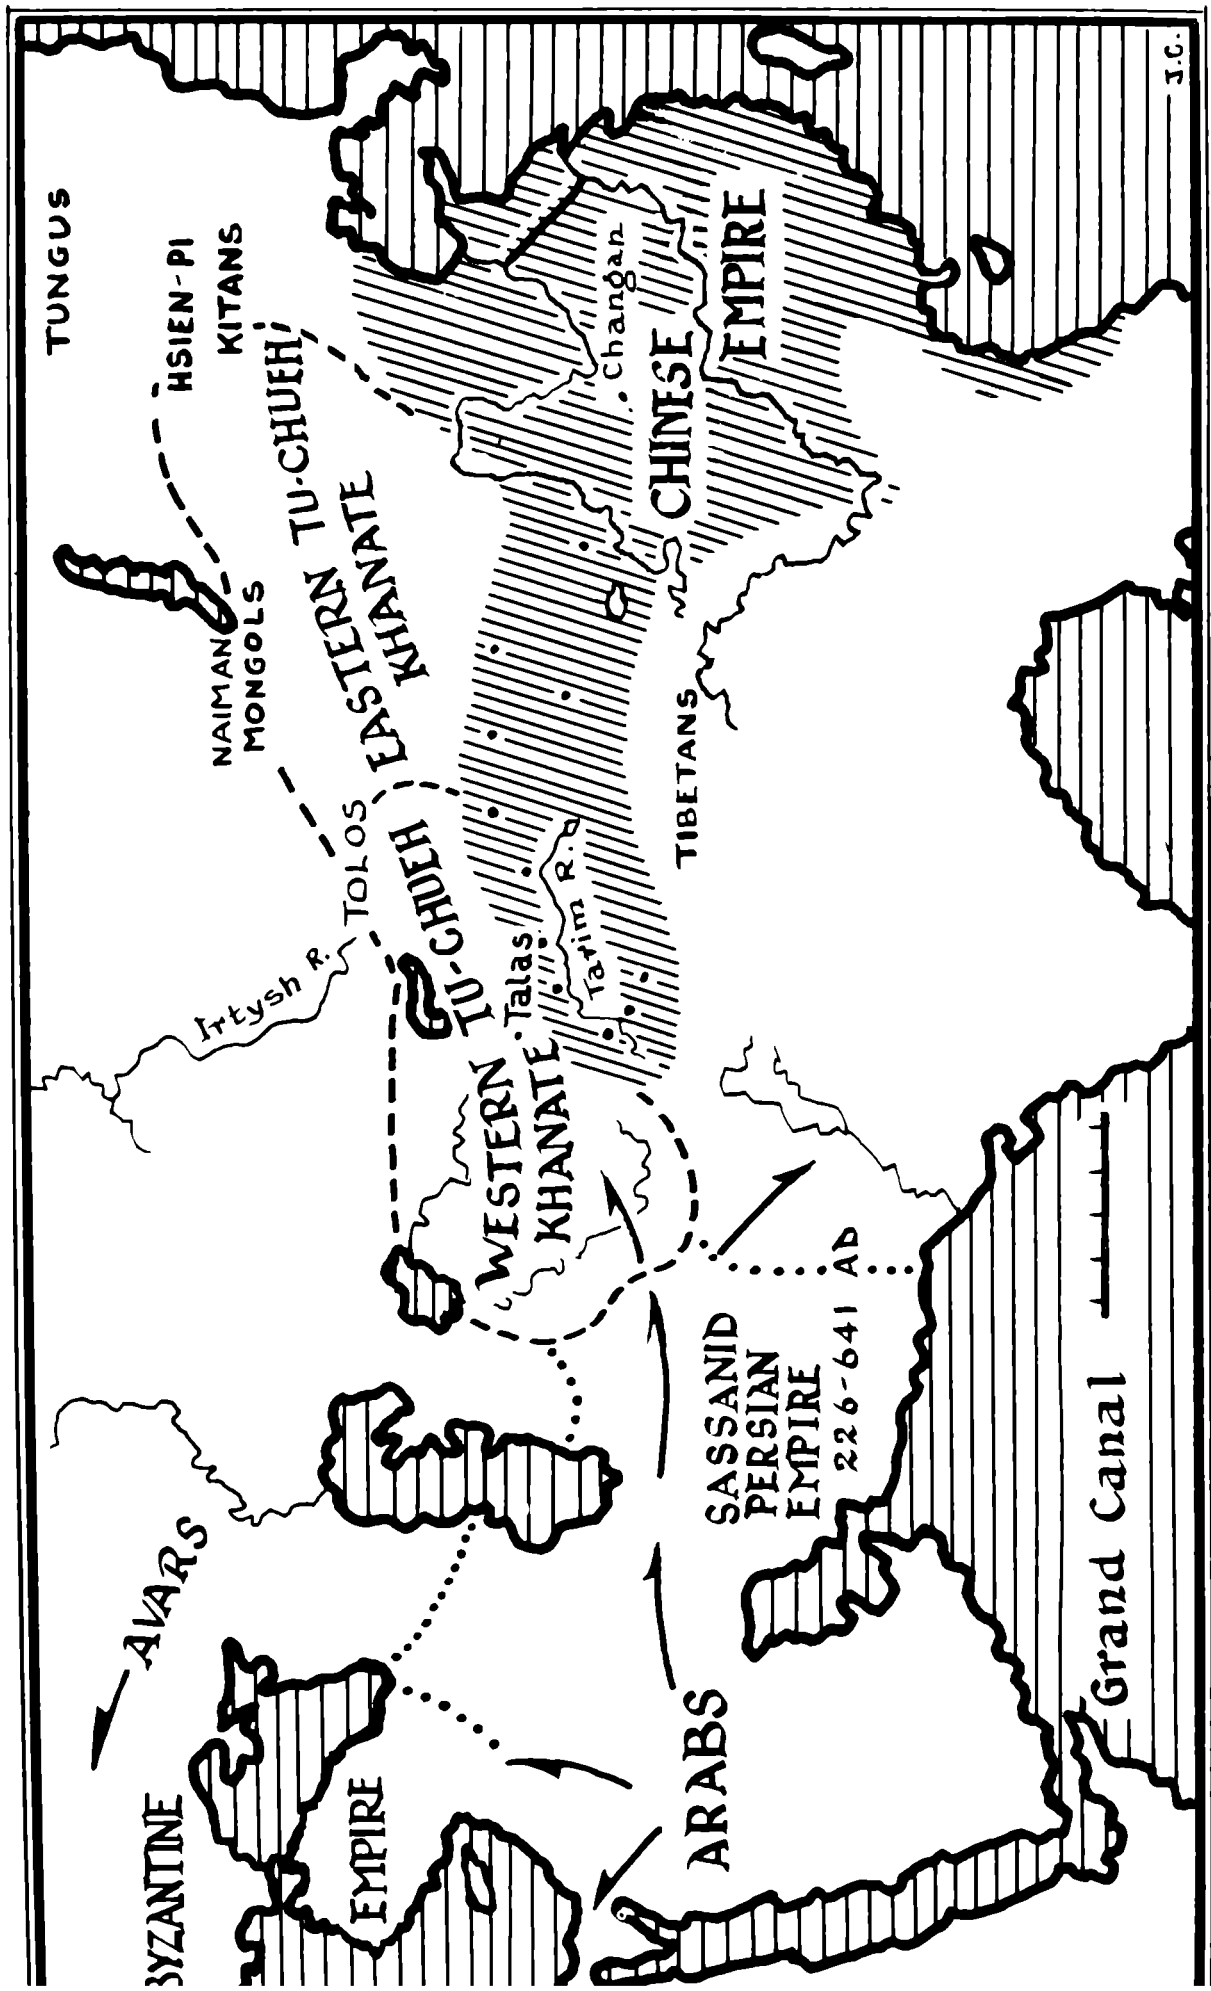 TUNGUS
HSIEN-PI
KITANS
NAIMAN
MONGOLS
EASTERN TU-CHUEH
KHANATE
TOLOS
Irtysh R.
WESTERN TU-CHUEH
KHANATE
Talas
Tarim R.
Changan
CHINESE
EMPIRE
TIBETANS
AVARS
BYZANTINE
EMPIRE
SASSANID
PERSIAN
EMPIRE
226-641 AD
ARABS
Grand Canal
J.C.